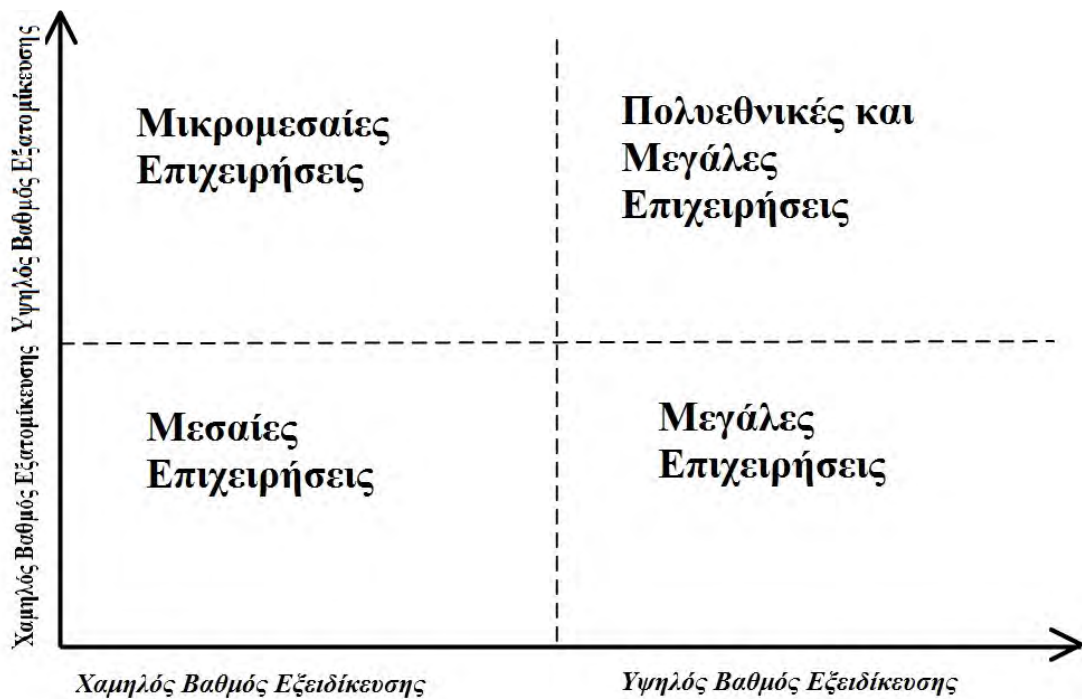 Υψηλός Βαθμός Εξατομίκευσης
Χαμηλός Βαθμός Εξατομίκευσης
Μικρομεσαίες
Επιχειρήσεις
Πολυεθνικές και
Μεγάλες
Επιχειρήσεις
Μεσαίες
Επιχειρήσεις
Μεγάλες
Επιχειρήσεις
Χαμηλός Βαθμός Εξειδίκευσης
Υψηλός Βαθμός Εξειδίκευσης